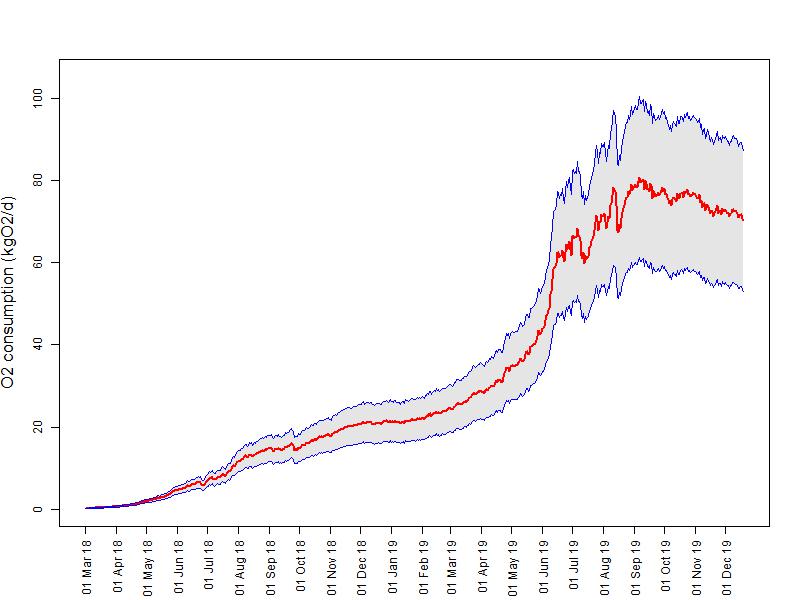 O2 consumption (kgO2/d)
100
80
60
40
20
0
01 Mar 18
01 Apr 18
01 May 18
01 Jun 18
01 Jul 18
01 Aug 18
01 Sep 18
01 Oct 18
01 Nov 18
01 Dec 18
01 Jan 19
01 Feb 19
01 Mar 19
01 Apr 19
01 May 19
01 Jun 19
01 Jul 19
01 Aug 19
01 Sep 19
01 Oct 19
01 Nov 19
01 Dec 19